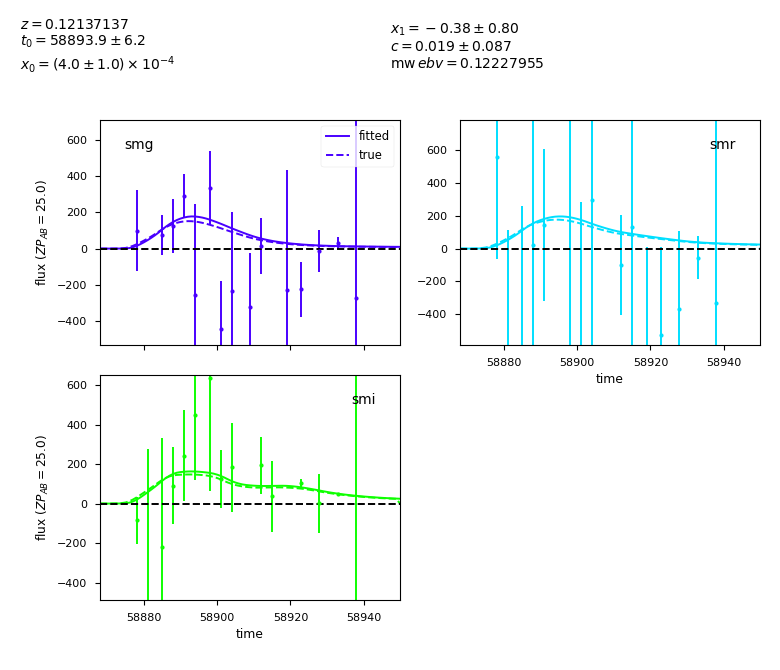 z = 0.12137137
t₀ = 58893.9 ± 6.2
x₀ = (4.0 ± 1.0) × 10⁻⁴
x₁ = −0.38 ± 0.80
c = 0.019 ± 0.087
mw ebv = 0.12227955
smg
fitted
true
600
400
200
0
−200
−400
flux (ZP_AB = 25.0)
smr
600
400
200
0
−200
−400
58880 58900 58920 58940
time
smi
600
400
200
0
−200
−400
flux (ZP_AB = 25.0)
58880 58900 58920 58940
time